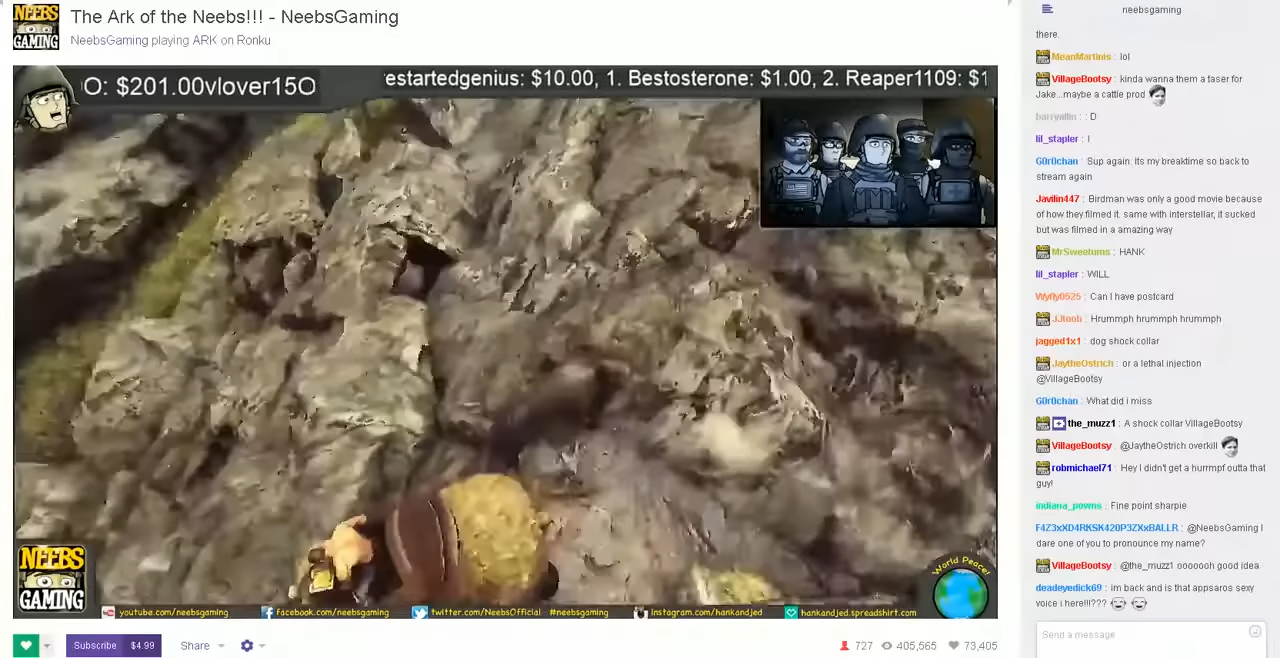 NEEBS
GAMING
The Ark of the Neebs!!! - NeebsGaming
NeebsGaming playing ARK on Ronku
O: $201.00vlover15O
estartedgenius: $10.00, 1. Bestosterone: $1.00, 2. Reaper1109: $1
NEEBS
GAMING
World Peace!
youtube.com/neebsgaming
facebook.com/neebsgaming
twitter.com/NeebsOfficial #neebsgaming
instagram.com/hankandjed
hankandjed.spreadshirt.com
Subscribe $4.99
Share
727 405,565 73,405
neebsgaming
there.
MeanMartinis : lol
VillageBootsy : kinda wanna them a taser for
Jake...maybe a cattle prod
barryallin : : D
lil_stapler : I
G0r0chan : Sup again. Its my breaktime so back to
stream again
Javilin447 : Birdman was only a good movie because
of how they filmed it. same with interstellar, it sucked
but was filmed in a amazing way
MrSweetums : HANK
lil_stapler : WILL
Wyfly0525 : Can I have postcard
JJtoob : Hrummph hrummph hrummph
jagged1x1 : dog shock collar
JaytheOstrich : or a lethal injection
@VillageBootsy
G0r0chan : What did i miss
the_muzz1 : A shock collar VillageBootsy
VillageBootsy : @JaytheOstrich overkill
robmichael71 : Hey I didn't get a hurrmpf outta that
guy!
indiana_powns : Fine point sharpie
F4Z3xXD4RKSK420P3ZXxBALLR : @NeebsGaming I
dare one of you to pronounce my name?
VillageBootsy : @the_muzz1 ooooooh good idea
deadeyedick69 : im back and is that appsaros sexy
voice i here!!!???
Send a message